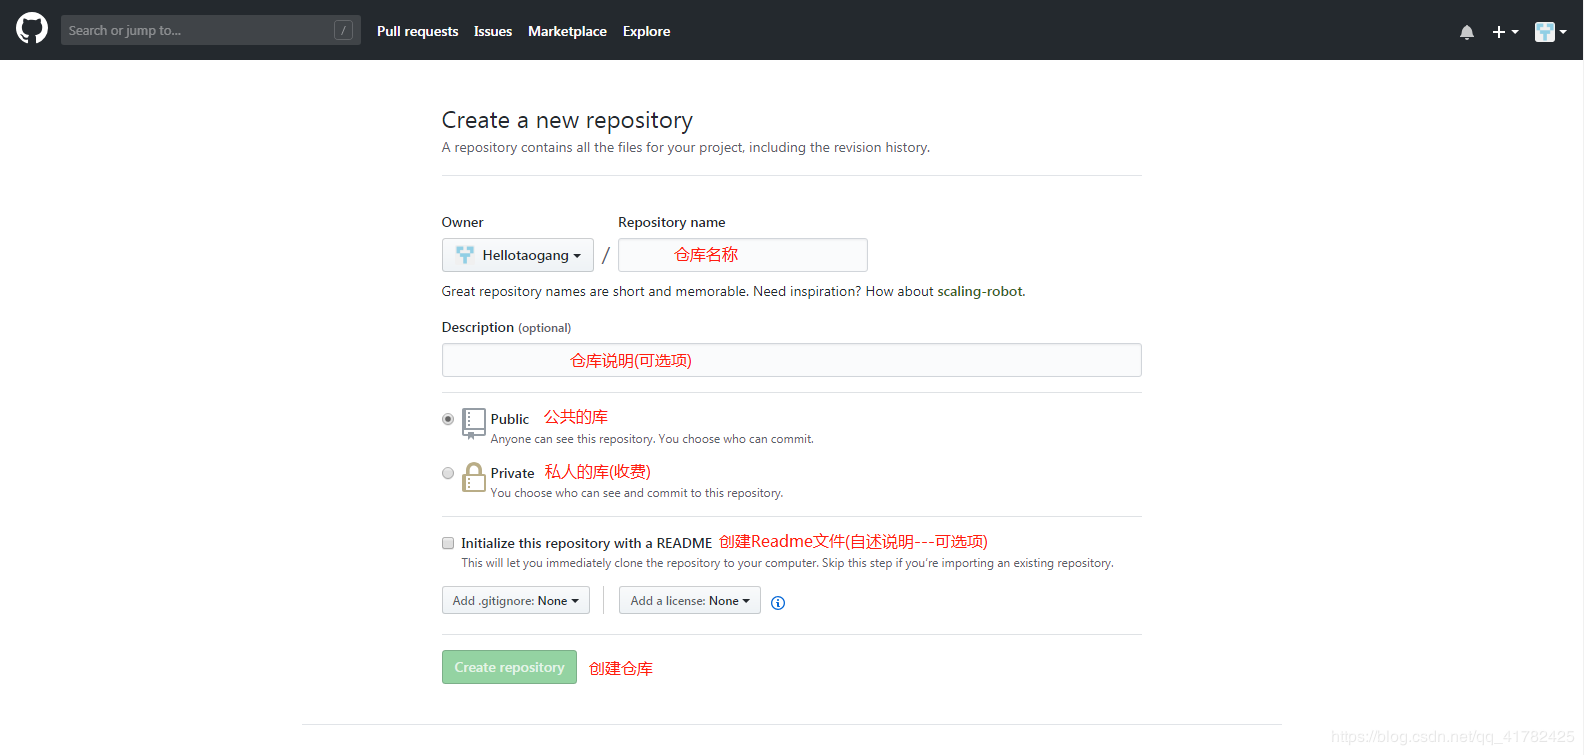 Search or jump to... /
Pull requests Issues Marketplace Explore
Create a new repository
A repository contains all the files for your project, including the revision history.
Owner Repository name
Hellotaogang / 仓库名称
Great repository names are short and memorable. Need inspiration? How about scaling-robot.
Description (optional)
仓库说明(可选项)
Public 公共的库
Anyone can see this repository. You choose who can commit.
Private 私人的库(收费)
You choose who can see and commit to this repository.
Initialize this repository with a README 创建Readme文件(自述说明---可选项)
This will let you immediately clone the repository to your computer. Skip this step if you're importing an existing repository.
Add .gitignore: None Add a license: None
Create repository 创建仓库
https://blog.csdn.net/qq_41782425